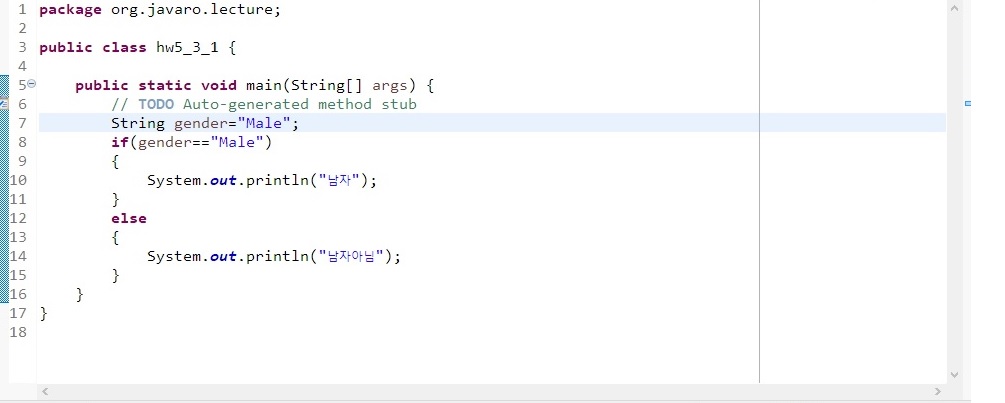 1 package org.javaro.lecture;
2
3 public class hw5_3_1 {
4
5     public static void main(String[] args) {
6         // TODO Auto-generated method stub
7         String gender="Male";
8         if(gender=="Male")
9         {
10             System.out.println("남자");
11         }
12         else
13         {
14             System.out.println("남자아님");
15         }
16     }
17 }
18